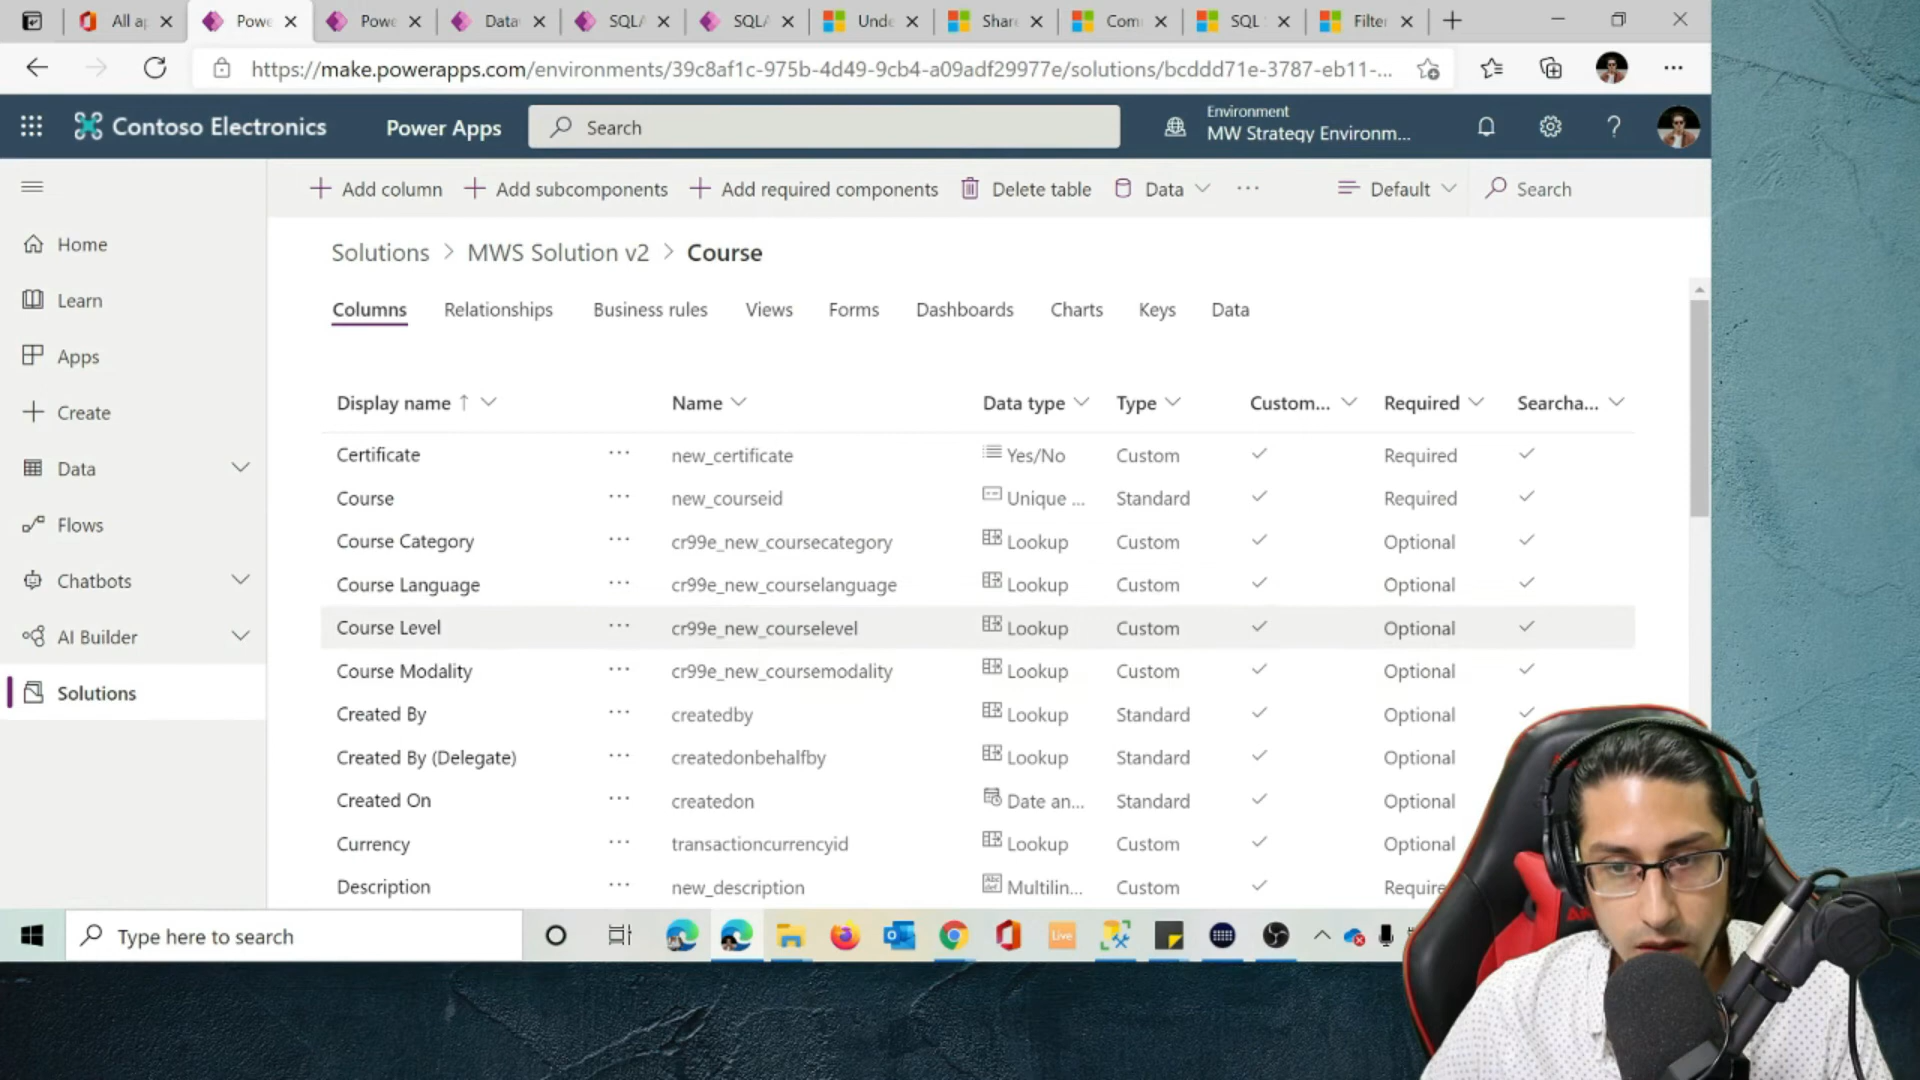 All a
Powe
Powe
Data
SQL/
SQL/
Unde
Share
Com
SQL
Filter
https://make.powerapps.com/environments/39c8af1c-975b-4d49-9cb4-a09adf29977e/solutions/bcddd71e-3787-eb11-...
Contoso Electronics
Power Apps
Search
Environment
MW Strategy Environm...
Add column
Add subcomponents
Add required components
Delete table
Data
Default
Search
Home
Learn
Apps
Create
Data
Flows
Chatbots
AI Builder
Solutions
Solutions > MWS Solution v2 > Course
Columns Relationships Business rules Views Forms Dashboards Charts Keys Data
Display name ↑ Name Data type Type Custom... Required Searcha...
Certificate ··· new_certificate Yes/No Custom Required
Course ··· new_courseid Unique ... Standard Required
Course Category ··· cr99e_new_coursecategory Lookup Custom Optional
Course Language ··· cr99e_new_courselanguage Lookup Custom Optional
Course Level ··· cr99e_new_courselevel Lookup Custom Optional
Course Modality ··· cr99e_new_coursemodality Lookup Custom Optional
Created By ··· createdby Lookup Standard Optional
Created By (Delegate) ··· createdonbehalfby Lookup Standard Optional
Created On ··· createdon Date an... Standard Optional
Currency ··· transactioncurrencyid Lookup Custom Optional
Description ··· new_description Multilin... Custom Require
Type here to search
Live